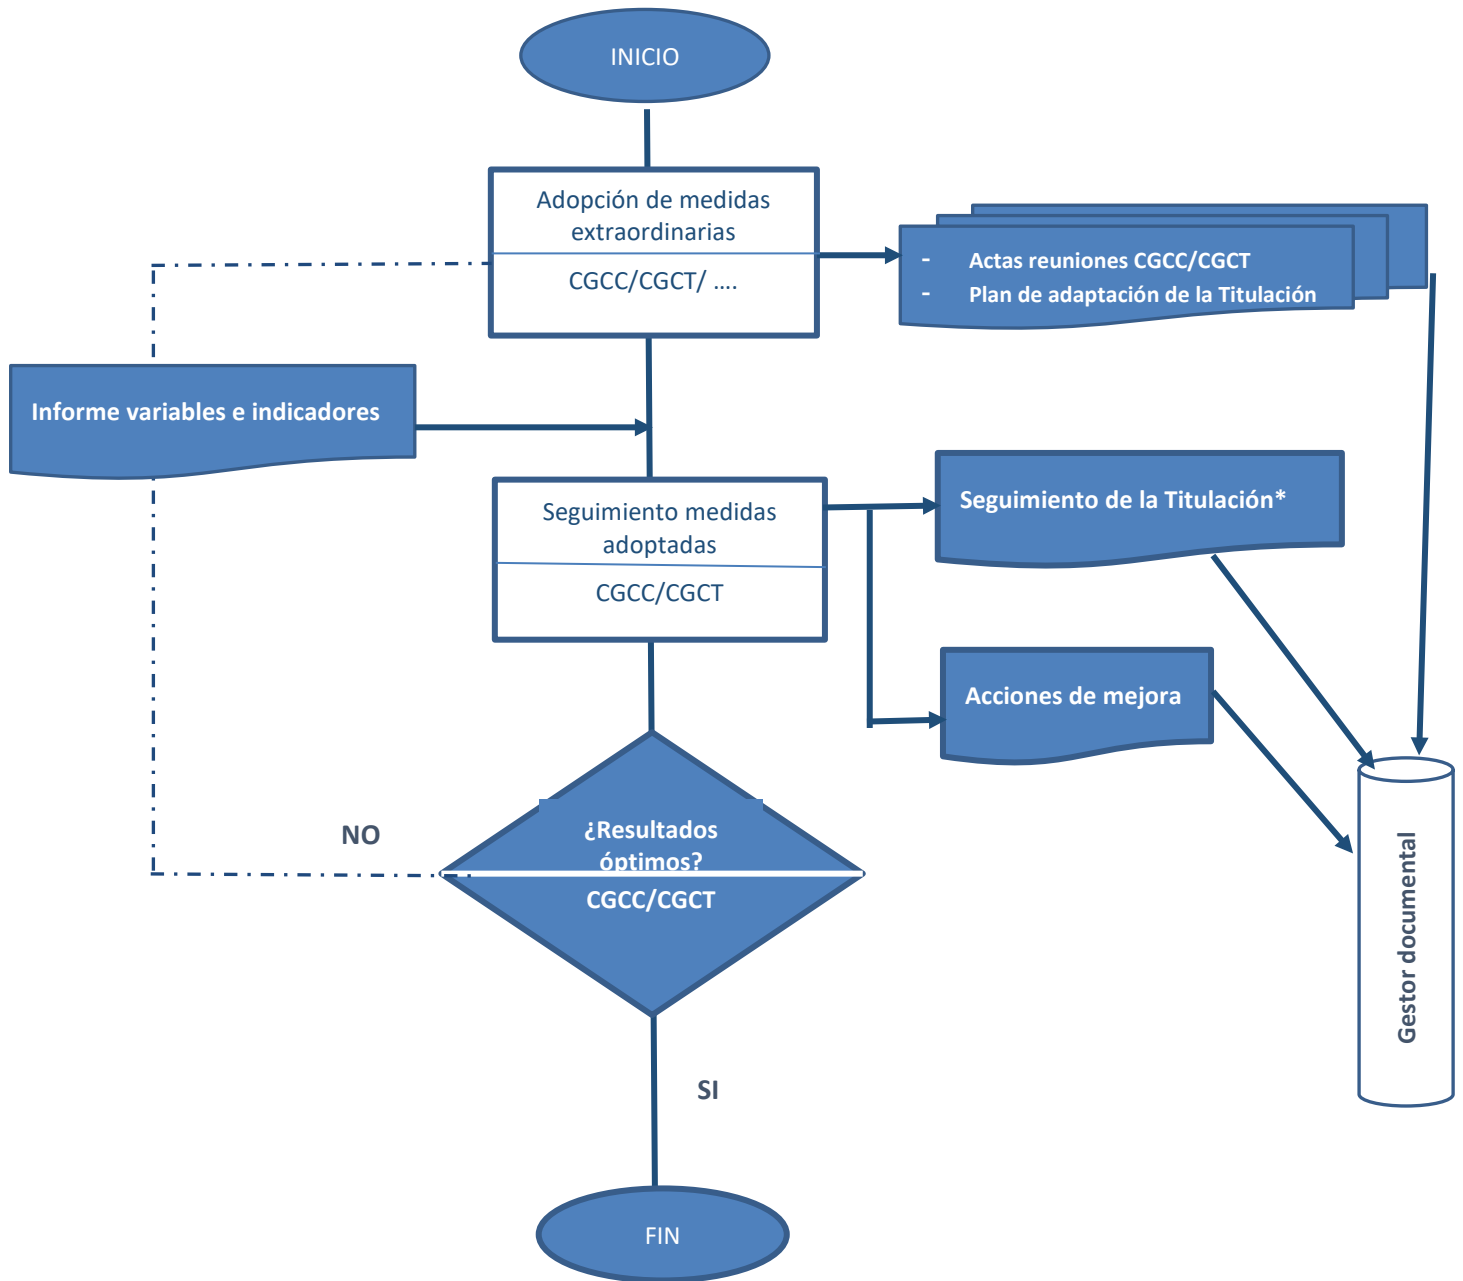 INICIO
Adopción de medidas
extraordinarias
CGCC/CGCT/ ....
- Actas reuniones CGCC/CGCT
- Plan de adaptación de la Titulación
Informe variables e indicadores
Seguimiento medidas
adoptadas
CGCC/CGCT
Seguimiento de la Titulación*
Acciones de mejora
NO
¿Resultados
óptimos?
CGCC/CGCT
Gestor documental
SI
FIN